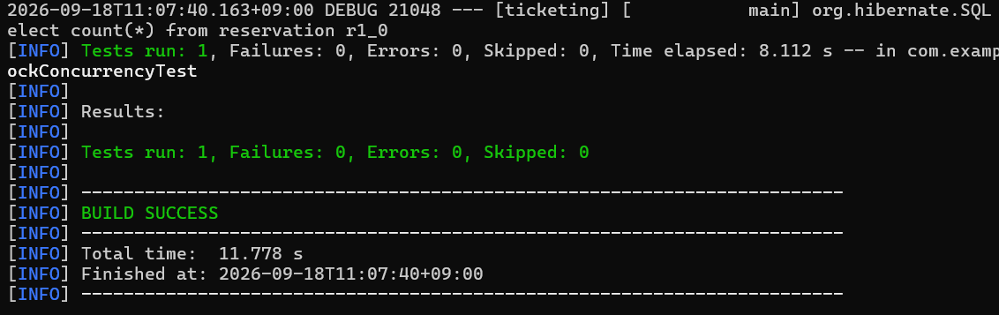 2026-09-18T11:07:40.163+09:00 DEBUG 21048 --- [ticketing] [           main] org.hibernate.SQL
elect count(*) from reservation r1_0
[INFO] Tests run: 1, Failures: 0, Errors: 0, Skipped: 0, Time elapsed: 8.112 s -- in com.examp
ockConcurrencyTest
[INFO]
[INFO] Results:
[INFO]
[INFO] Tests run: 1, Failures: 0, Errors: 0, Skipped: 0
[INFO]
[INFO] ------------------------------------------------------------------------
[INFO] BUILD SUCCESS
[INFO] ------------------------------------------------------------------------
[INFO] Total time:  11.778 s
[INFO] Finished at: 2026-09-18T11:07:40+09:00
[INFO] ------------------------------------------------------------------------